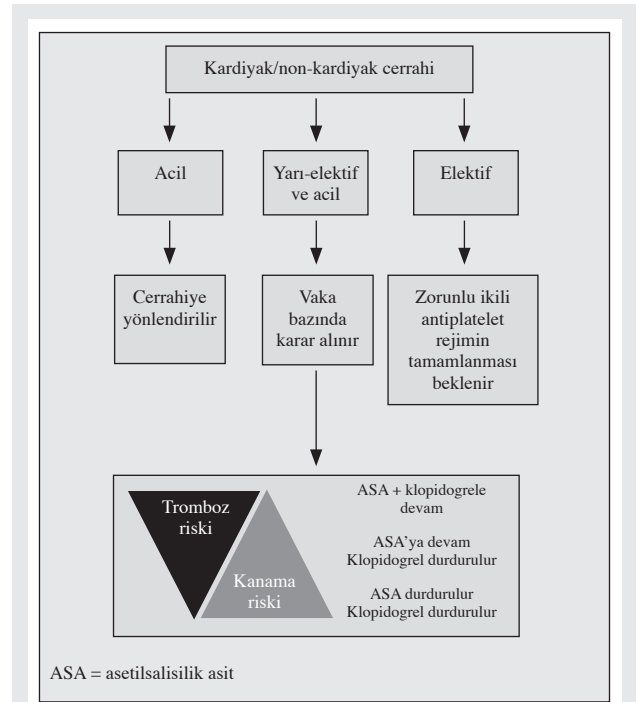 Kardiyak/non-kardiyak cerrahi
Acil
Yarı-elektif
ve acil
Elektif
Cerrahiye
yönlendirilir
Vaka
bazında
karar alınır
Zorunlu ikili
antiplatelet
rejimin
tamamlanması
beklenir
Tromboz
riski
Kanama
riski
ASA + klopidogrele
devam
ASA'ya devam
Klopidogrel durdurulur
ASA durdurulur
Klopidogrel durdurulur
ASA = asetilsalisilik asit